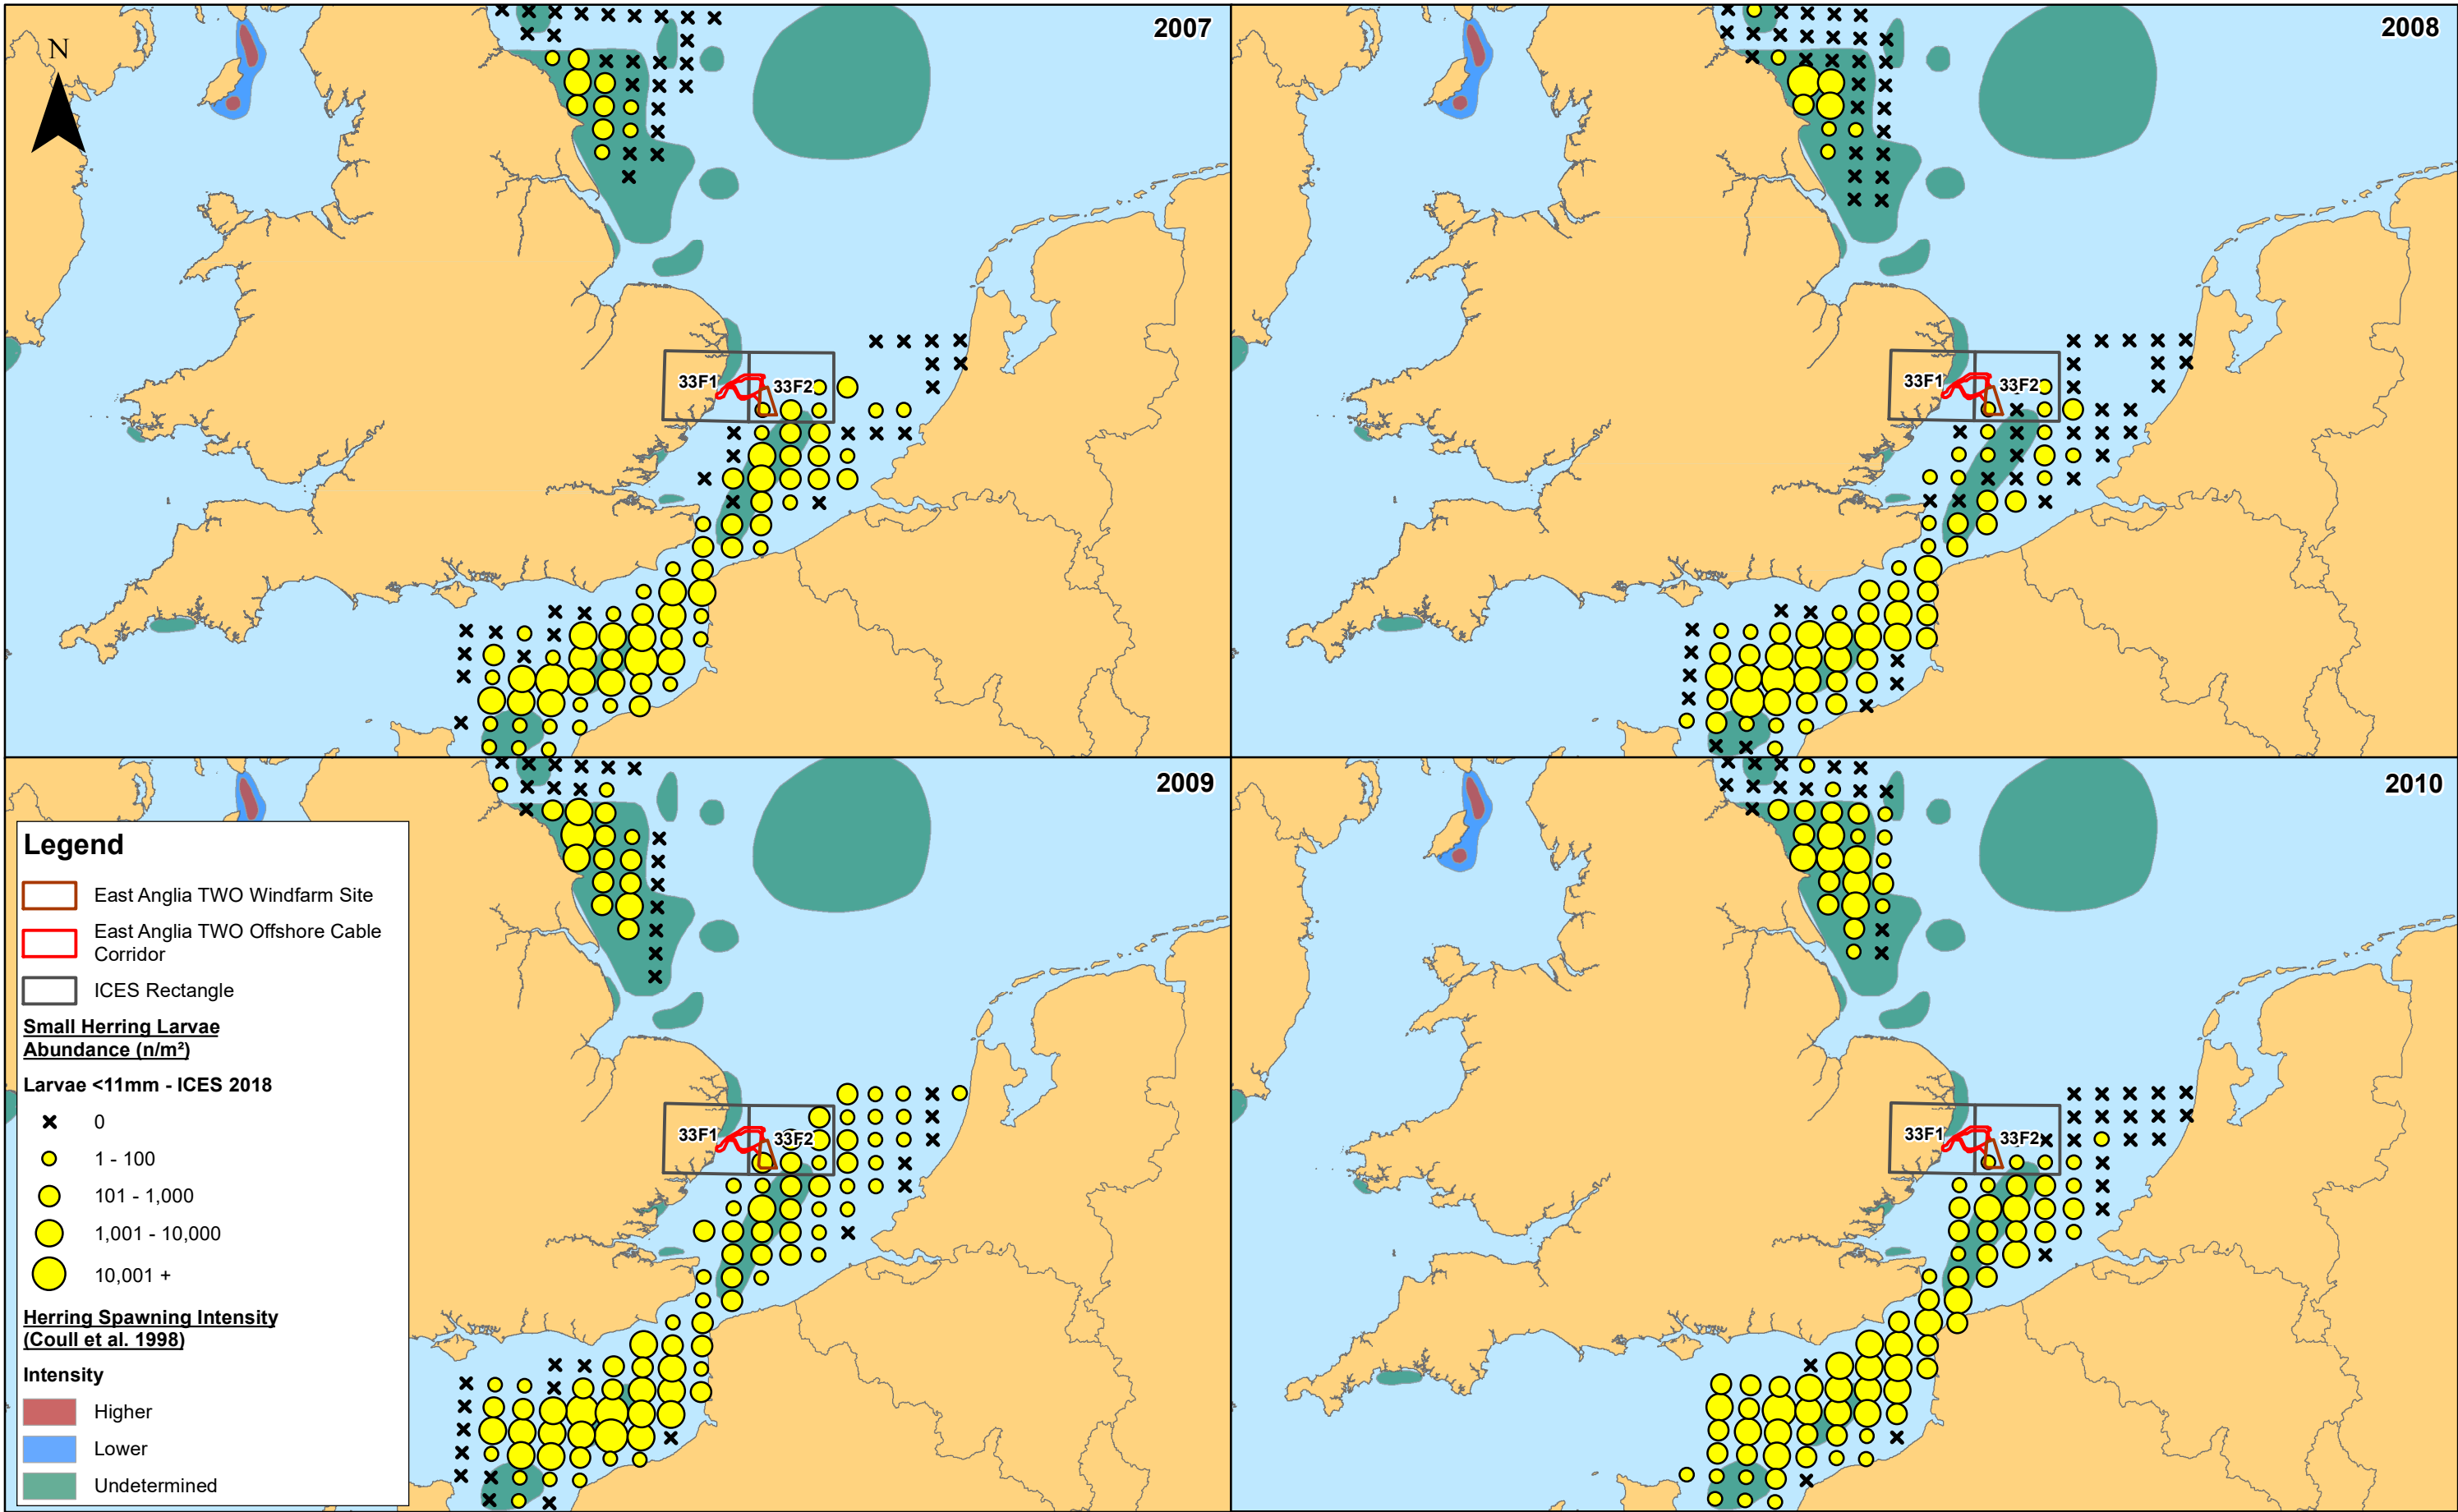 2007
N
33F1
33F2
2008
33F1
33F2
2009
33F1
33F2
2010
33F1
33F2
Legend
East Anglia TWO Windfarm Site
East Anglia TWO Offshore Cable
Corridor
ICES Rectangle
Small Herring Larvae
Abundance (n/m²)
Larvae <11mm - ICES 2018
0
1 - 100
101 - 1,000
1,001 - 10,000
10,001 +
Herring Spawning Intensity
(Coull et al. 1998)
Intensity
Higher
Lower
Undetermined